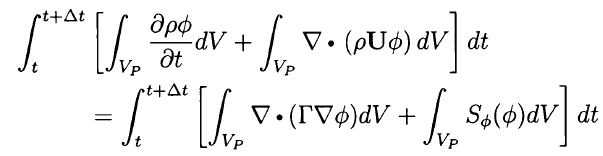 ∫_t^{t+Δt} [ ∫_{V_P} ∂ρϕ/∂t dV + ∫_{V_P} ∇•(ρ𝐔ϕ) dV ] dt
= ∫_t^{t+Δt} [ ∫_{V_P} ∇•(Γ∇ϕ)dV + ∫_{V_P} S_ϕ(ϕ)dV ] dt